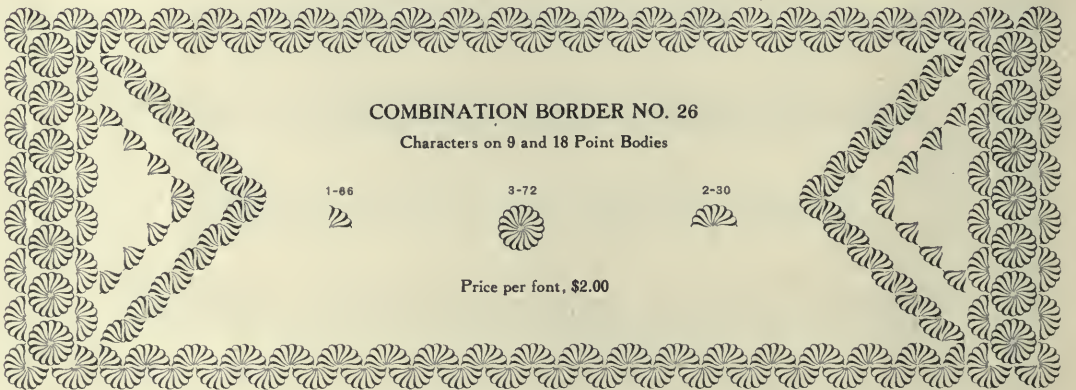 COMBINATION BORDER NO. 26
Characters on 9 and 18 Point Bodies
1-66 3-72 2-30
Price per font, $2.00